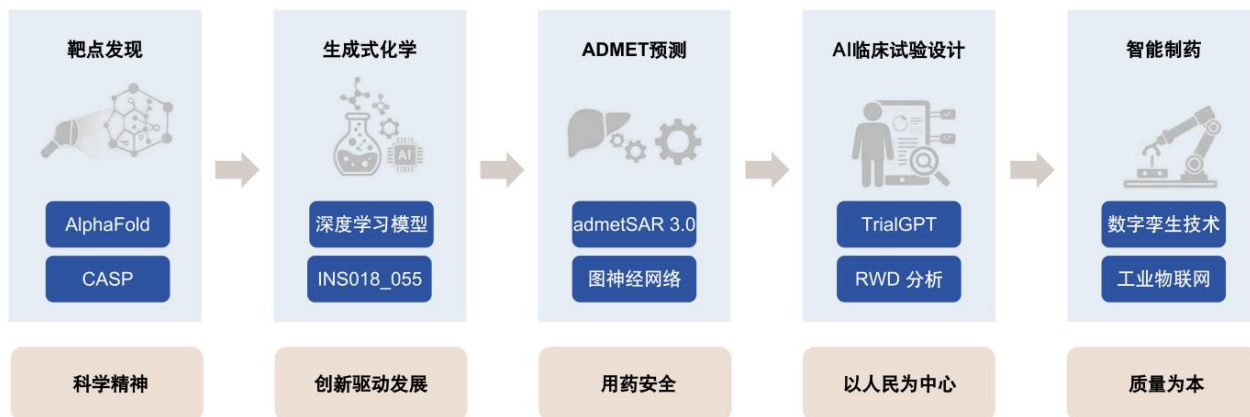 靶点发现
生成式化学
ADMET预测
AI临床试验设计
智能制药
AI
AlphaFold
深度学习模型
admetSAR 3.0
TrialGPT
数字孪生技术
CASP
INS018_055
图神经网络
RWD 分析
工业物联网
科学精神
创新驱动发展
用药安全
以人民为中心
质量为本